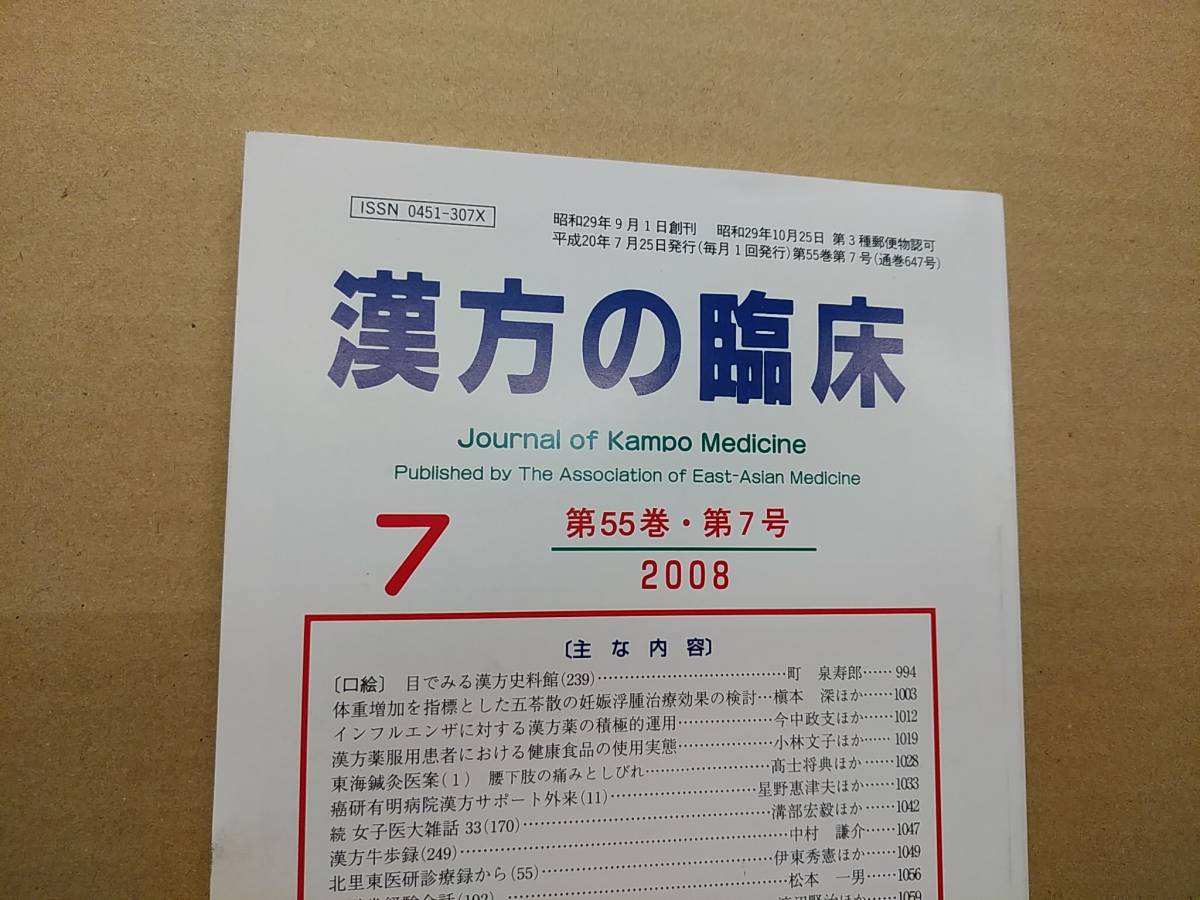 ISSN 0451-307X
昭和29年9月1日創刊 昭和29年10月25日 第3種郵便物認可
平成20年7月25日発行(毎月1回発行)第55巻第7号(通巻647号)
漢方の臨床
Journal of Kampo Medicine
Published by The Association of East-Asian Medicine
7
第55巻・第7号
2008
〔主な内容〕
〔口絵〕 目でみる漢方史料館(239)……町 泉寿郎……994
体重増加を指標とした五苓散の妊娠浮腫治療効果の検討…槇本 深ほか……1003
インフルエンザに対する漢方薬の積極的運用……今中政支ほか……1012
漢方薬服用患者における健康食品の使用実態……小林文子ほか……1019
東海鍼灸医案(1) 腰下肢の痛みとしびれ……髙士将典ほか……1028
癌研有明病院漢方サポート外来(11)……星野惠津夫ほか……1033
続 女子医大雑話 33(170)……溝部宏毅ほか……1042
漢方牛歩録(249)……中村 謙介……1047
北里東医研診療録から(55)……伊東秀憲ほか……1049
松本 一男……1056